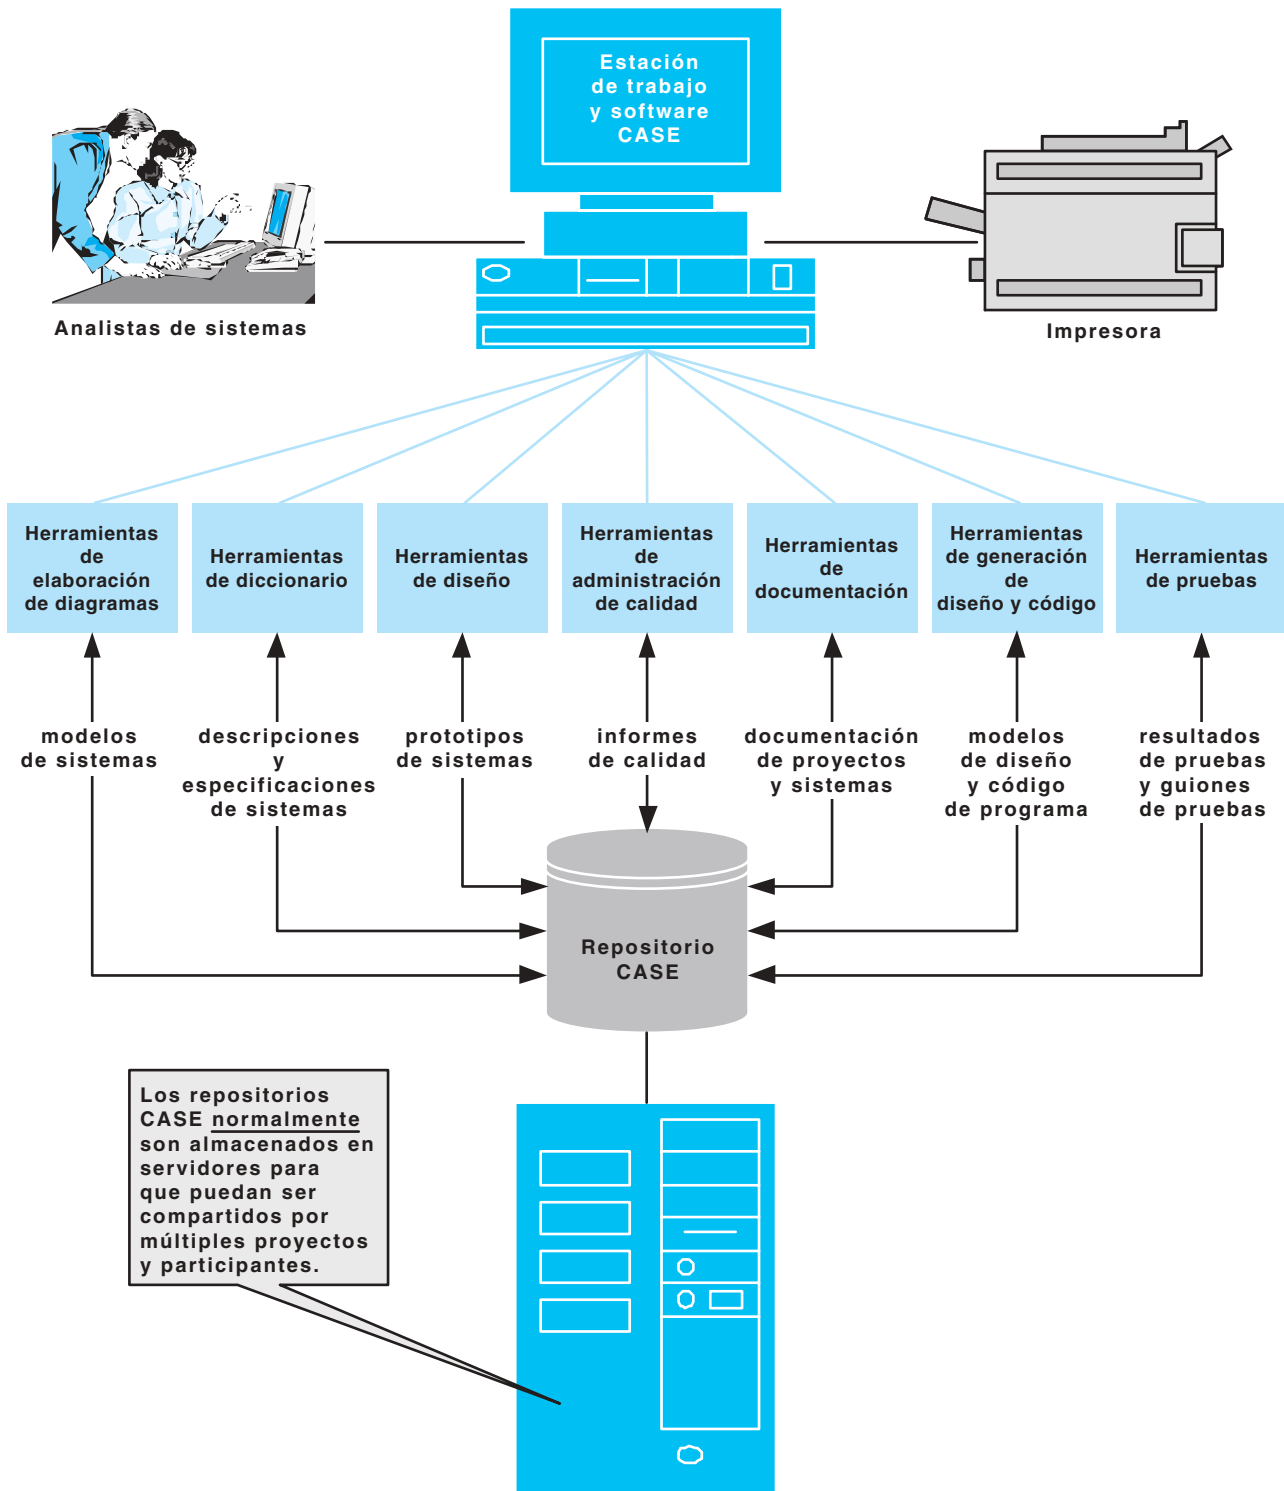 Estación
de trabajo
y software
CASE
Analistas de sistemas
Impresora
Herramientas
de
elaboración
de diagramas
Herramientas
de diccionario
Herramientas
de diseño
Herramientas
de
administración
de calidad
Herramientas
de
documentación
Herramientas
de generación
de
diseño y código
Herramientas
de pruebas
modelos
de sistemas
descripciones
y
especificaciones
de sistemas
prototipos
de sistemas
informes
de calidad
documentación
de proyectos
y sistemas
modelos
de diseño
y código
de programa
resultados
de pruebas
y guiones
de pruebas
Repositorio
CASE
Los repositorios
CASE normalmente
son almacenados en
servidores para
que puedan ser
compartidos por
múltiples proyectos
y participantes.